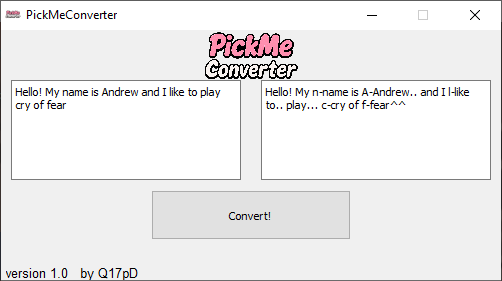 PickMeConverter
PickMe
Converter
Hello! My name is Andrew and I like to play
cry of fear
Hello! My n-name is A-Andrew.. and I l-like
to.. play... c-cry of f-fear^^
Convert!
version 1.0 by Q17pD